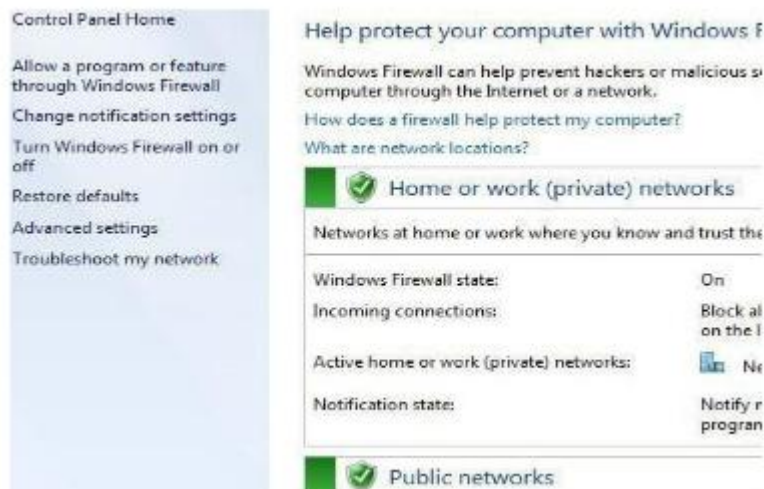 Control Panel Home
Allow a program or feature
through Windows Firewall
Change notification settings
Turn Windows Firewall on or
off
Restore defaults
Advanced settings
Troubleshoot my network
Help protect your computer with Windows F
Windows Firewall can help prevent hackers or malicious s
computer through the Internet or a network.
How does a firewall help protect my computer?
What are network locations?
Home or work (private) networks
Networks at home or work where you know and trust the
Windows Firewall state: On
Incoming connections: Block al
on the l
Active home or work (private) networks: Ne
Notification state: Notify
progran
Public networks